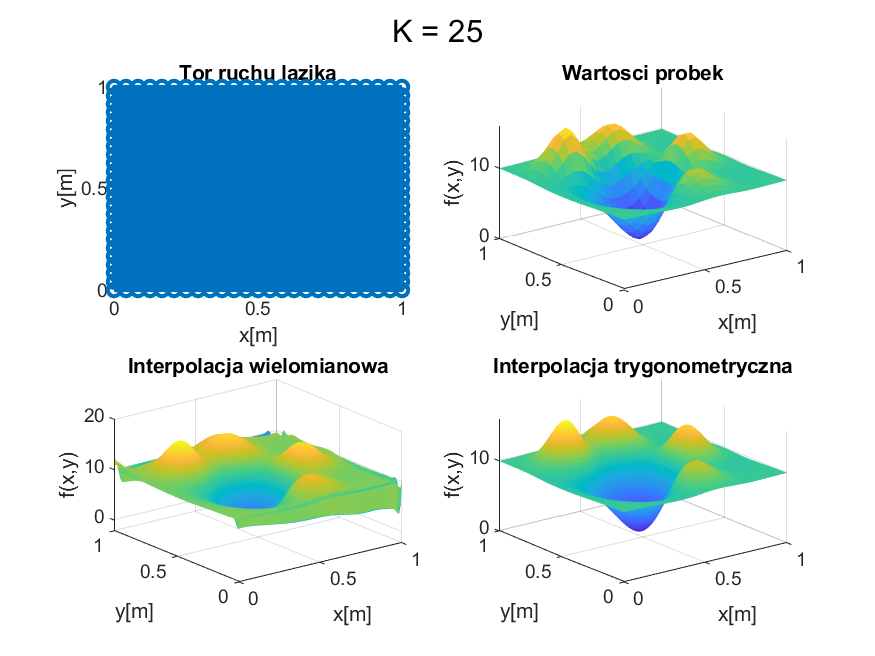 K = 25
Tor ruchu lazika
1
0.5
0
y[m]
0 0.5 1
x[m]
Wartosci probek
10
0
f(x,y)
1
0.5
0
y[m]
0
0.5
1
x[m]
Interpolacja wielomianowa
20
10
0
f(x,y)
1
0.5
0
y[m]
0
0.5
1
x[m]
Interpolacja trygonometryczna
10
0
f(x,y)
1
0.5
0
y[m]
0
0.5
1
x[m]